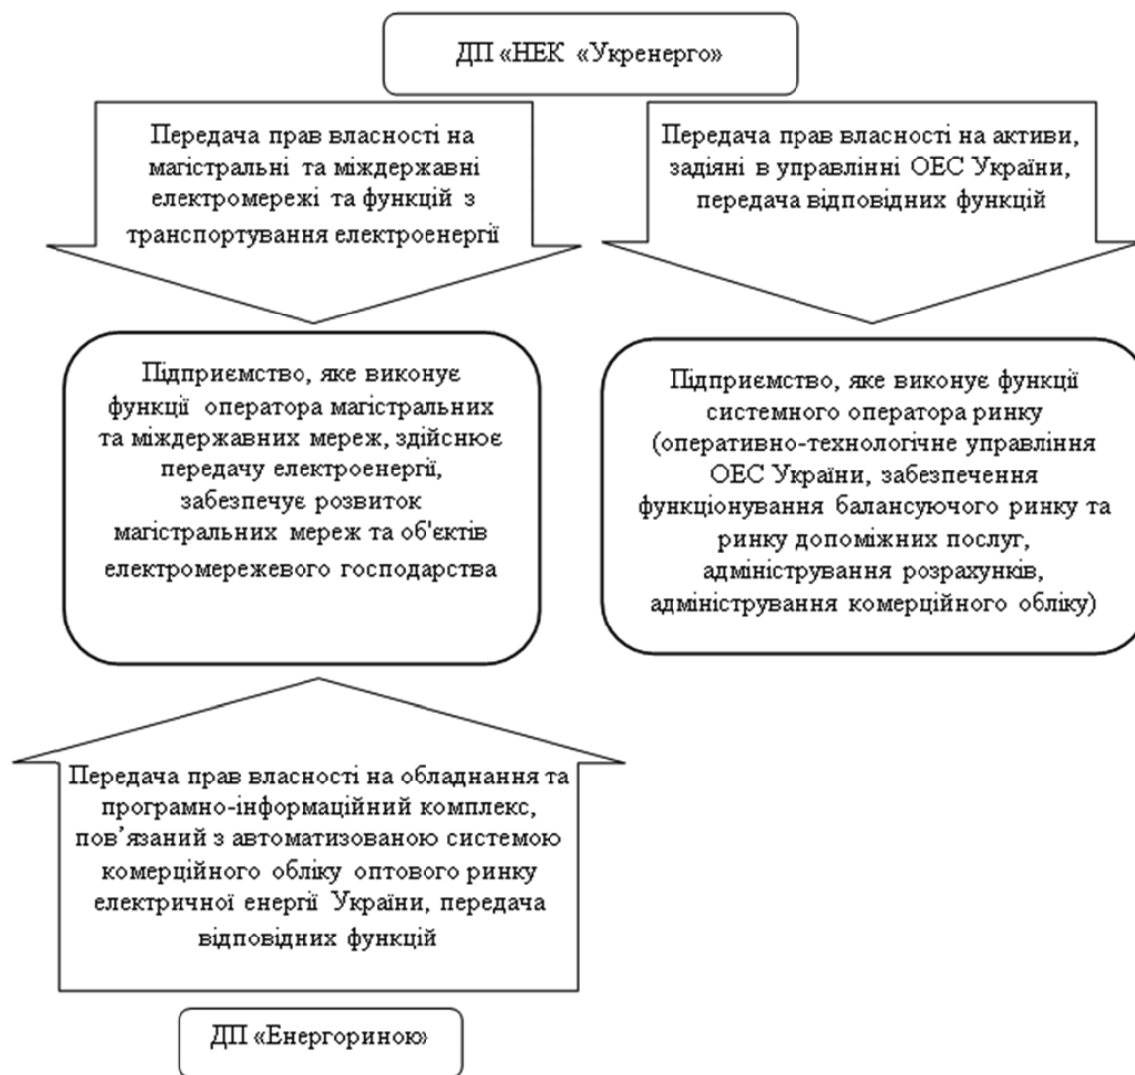 ДП «НЕК «Укренерго»
Передача прав власності на
магістральні та міждержавні
електромережі та функцій з
транспортування електроенергії
Передача прав власності на активи,
задіяні в управлінні ОЕС України,
передача відповідних функцій
Підприємство, яке виконує
функції оператора магістральних
та міждержавних мереж, здійснює
передачу електроенергії,
забезпечує розвиток
магістральних мереж та об'єктів
електромережевого господарства
Підприємство, яке виконує функції
системного оператора ринку
(оперативно-технологічне управління
ОЕС України, забезпечення
функціонування балансуючого ринку та
ринку допоміжних послуг,
адміністрування розрахунків,
адміністрування комерційного обліку)
Передача прав власності на обладнання та
програмно-інформаційний комплекс,
пов’язаний з автоматизованою системою
комерційного обліку оптового ринку
електричної енергії України, передача
відповідних функцій
ДП «Енергориною»